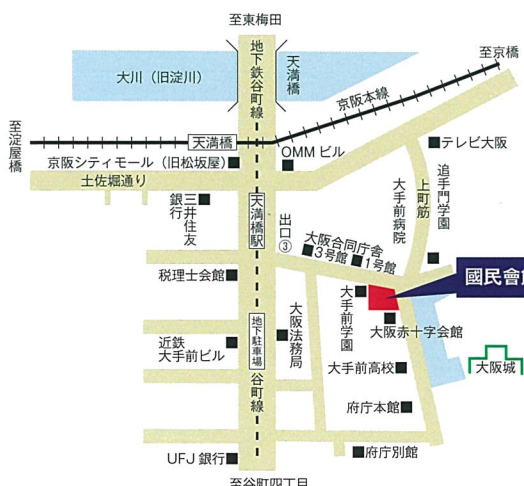 至東梅田
大川（旧淀川）
地下鉄谷町線
天満橋
至京橋
京阪本線
至淀屋橋
天満橋
テレビ大阪
京阪シティモール（旧松坂屋）
OMMビル
土佐堀通り
三井住友
銀行
天満橋駅
出口③
大阪合同庁舎
3号館
1号館
大手前病院
上町筋
追手門学園
税理士会館
國民會
大手前学園
大阪赤十字会館
近鉄
大手前ビル
地下駐車場
大阪法務局
大手前高校
大阪城
谷町線
府庁本館
UFJ 銀行
府庁別館
至谷町四丁目